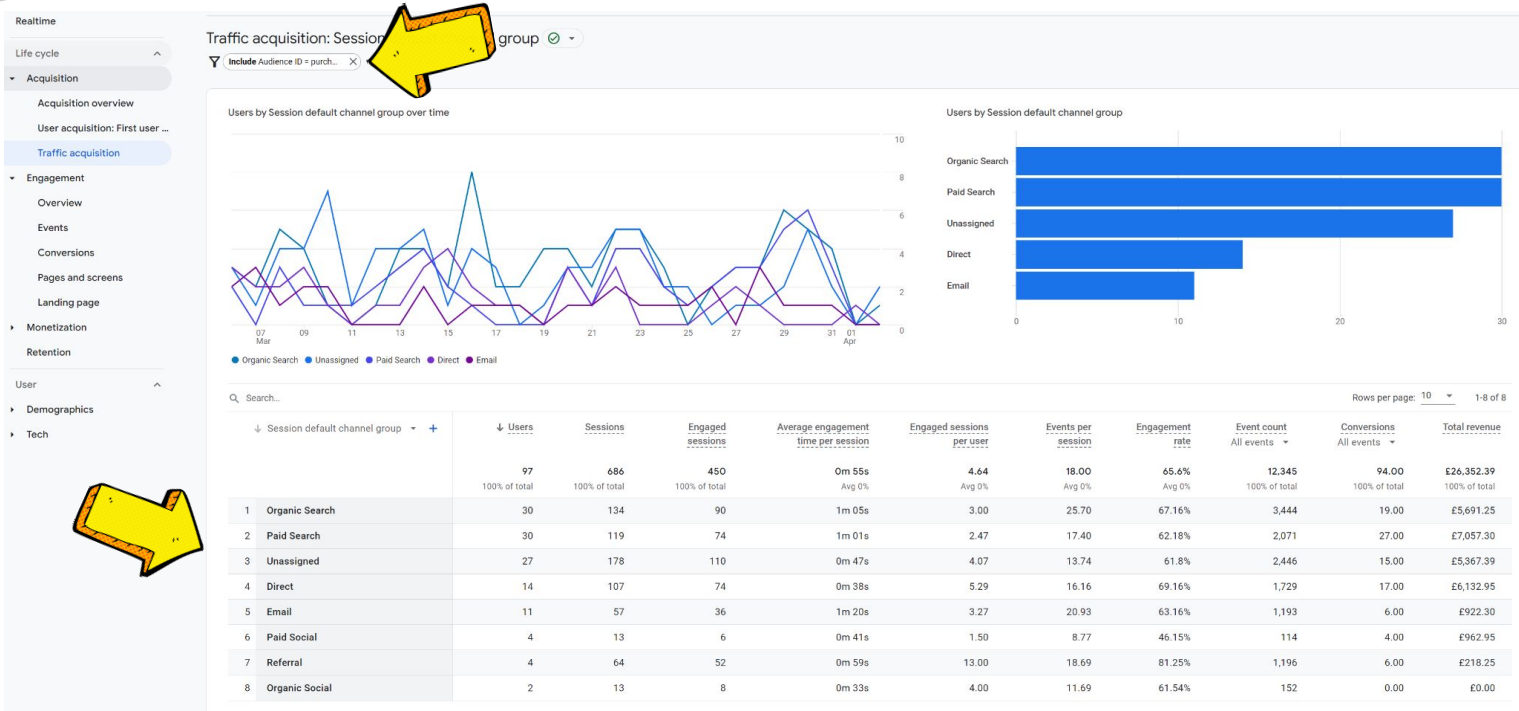 Realtime
Life cycle
Acquisition
Acquisition overview
User acquisition: First user ...
Traffic acquisition
Engagement
Overview
Events
Conversions
Pages and screens
Landing page
Monetization
Retention
User
Demographics
Tech
Traffic acquisition: Session group
Include Audience ID = purch...
Users by Session default channel group over time
10
8
6
4
2
0
07 09 11 13 15 17 19 21 23 25 27 29 31 01
Mar Apr
Organic Search Unassigned Paid Search Direct Email
Users by Session default channel group
Organic Search
Paid Search
Unassigned
Direct
Email
0 10 20 30
Search...
Rows per page: 10 1-8 of 8
Session default channel group + Users Sessions Engaged sessions Average engagement time per session Engaged sessions per user Events per session Engagement rate Event count All events Conversions All events Total revenue
97 686 450 0m 55s 4.64 18.00 65.6% 12,345 94.00 £26,352.39
100% of total 100% of total 100% of total Avg 0% Avg 0% Avg 0% Avg 0% 100% of total 100% of total 100% of total
1 Organic Search 30 134 90 1m 05s 3.00 25.70 67.16% 3,444 19.00 £5,691.25
2 Paid Search 30 119 74 1m 01s 2.47 17.40 62.18% 2,071 27.00 £7,057.30
3 Unassigned 27 178 110 0m 47s 4.07 13.74 61.8% 2,446 15.00 £5,367.39
4 Direct 14 107 74 0m 38s 5.29 16.16 69.16% 1,729 17.00 £6,132.95
5 Email 11 57 36 1m 20s 3.27 20.93 63.16% 1,193 6.00 £922.30
6 Paid Social 4 13 6 0m 41s 1.50 8.77 46.15% 114 4.00 £962.95
7 Referral 4 64 52 0m 59s 13.00 18.69 81.25% 1,196 6.00 £218.25
8 Organic Social 2 13 8 0m 33s 4.00 11.69 61.54% 152 0.00 £0.00